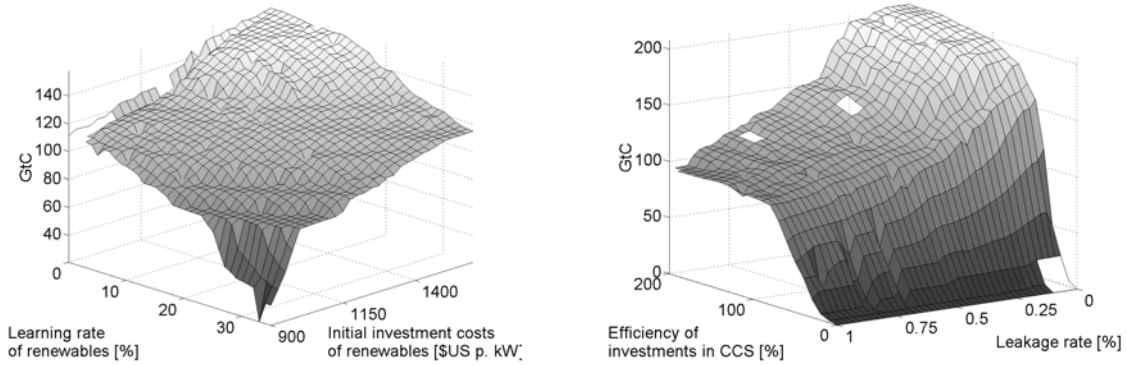 140
120
100
80
60
40
GtC
0
10
20
30
900
1150
1400
Learning rate
of renewables [%]
Initial investment costs
of renewables [$US p. kW]
200
150
100
50
0
GtC
200
100
0
1
0.75
0.5
0.25
0
Efficiency of
investments in CCS [%]
Leakage rate [%]